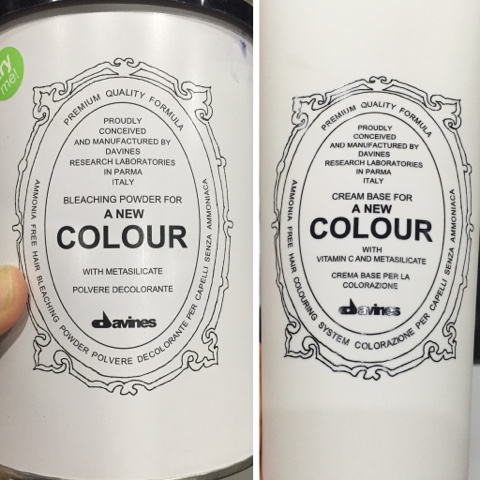 try
me!
PREMIUM QUALITY FORMULA
PROUDLY
CONCEIVED
AND MANUFACTURED BY
DAVINES
RESEARCH LABORATORIES
IN PARMA
ITALY
BLEACHING POWDER FOR
A NEW
COLOUR
WITH METASILICATE
POLVERE DECOLORANTE
davines
AMMONIA FREE HAIR BLEACHING POWDER POLVERE DECOLORANTE PER CAPELLI SENZA AMMONIACA
PREMIUM QUALITY FORMULA
PROUDLY
CONCEIVED
AND MANUFACTURED BY
DAVINES
RESEARCH LABORATORIES
IN PARMA
ITALY
CREAM BASE FOR
A NEW
COLOUR
WITH
VITAMIN C AND METASILICATE
CREMA BASE PER LA
COLORAZIONE
davines
AMMONIA FREE HAIR COLOURING SYSTEM COLORAZIONE PER CAPELLI SENZA AMMONIACA